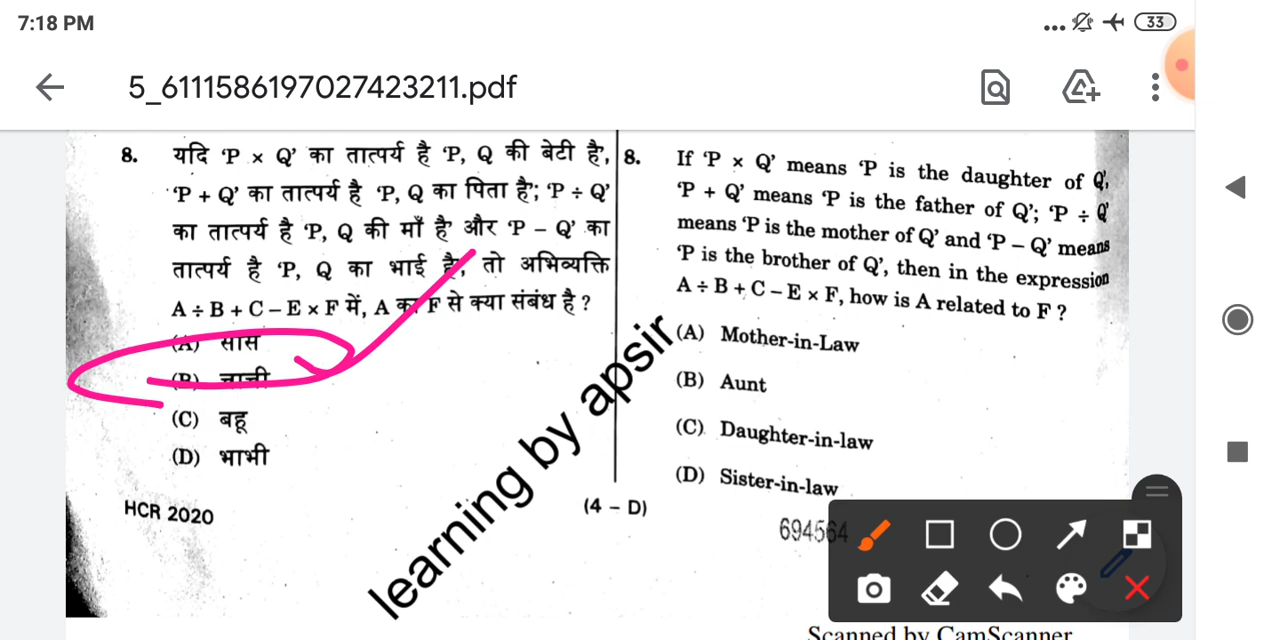 7:18 PM
33
5_6111586197027423211.pdf
8. यदि ‘P × Q’ का तात्पर्य है ‘P, Q की बेटी है’,
‘P + Q’ का तात्पर्य है ‘P, Q का पिता है’; ‘P ÷ Q’
का तात्पर्य है ‘P, Q की माँ है’ और ‘P – Q’ का
तात्पर्य है ‘P, Q का भाई है, तो अभिव्यक्ति
A ÷ B + C – E × F में, A का F से क्या संबंध है ?
(A) सास
(B) चाची
(C) बहू
(D) भाभी
HCR 2020
8. If ‘P × Q’ means ‘P is the daughter of Q’,
‘P + Q’ means ‘P is the father of Q’; ‘P ÷ Q’
means ‘P is the mother of Q’ and ‘P – Q’ means
‘P is the brother of Q’, then in the expression
A ÷ B + C – E × F, how is A related to F ?
(A) Mother-in-Law
(B) Aunt
(C) Daughter-in-law
(D) Sister-in-law
(4 – D)
694564
learning by apsir
Scanned by CamScanner